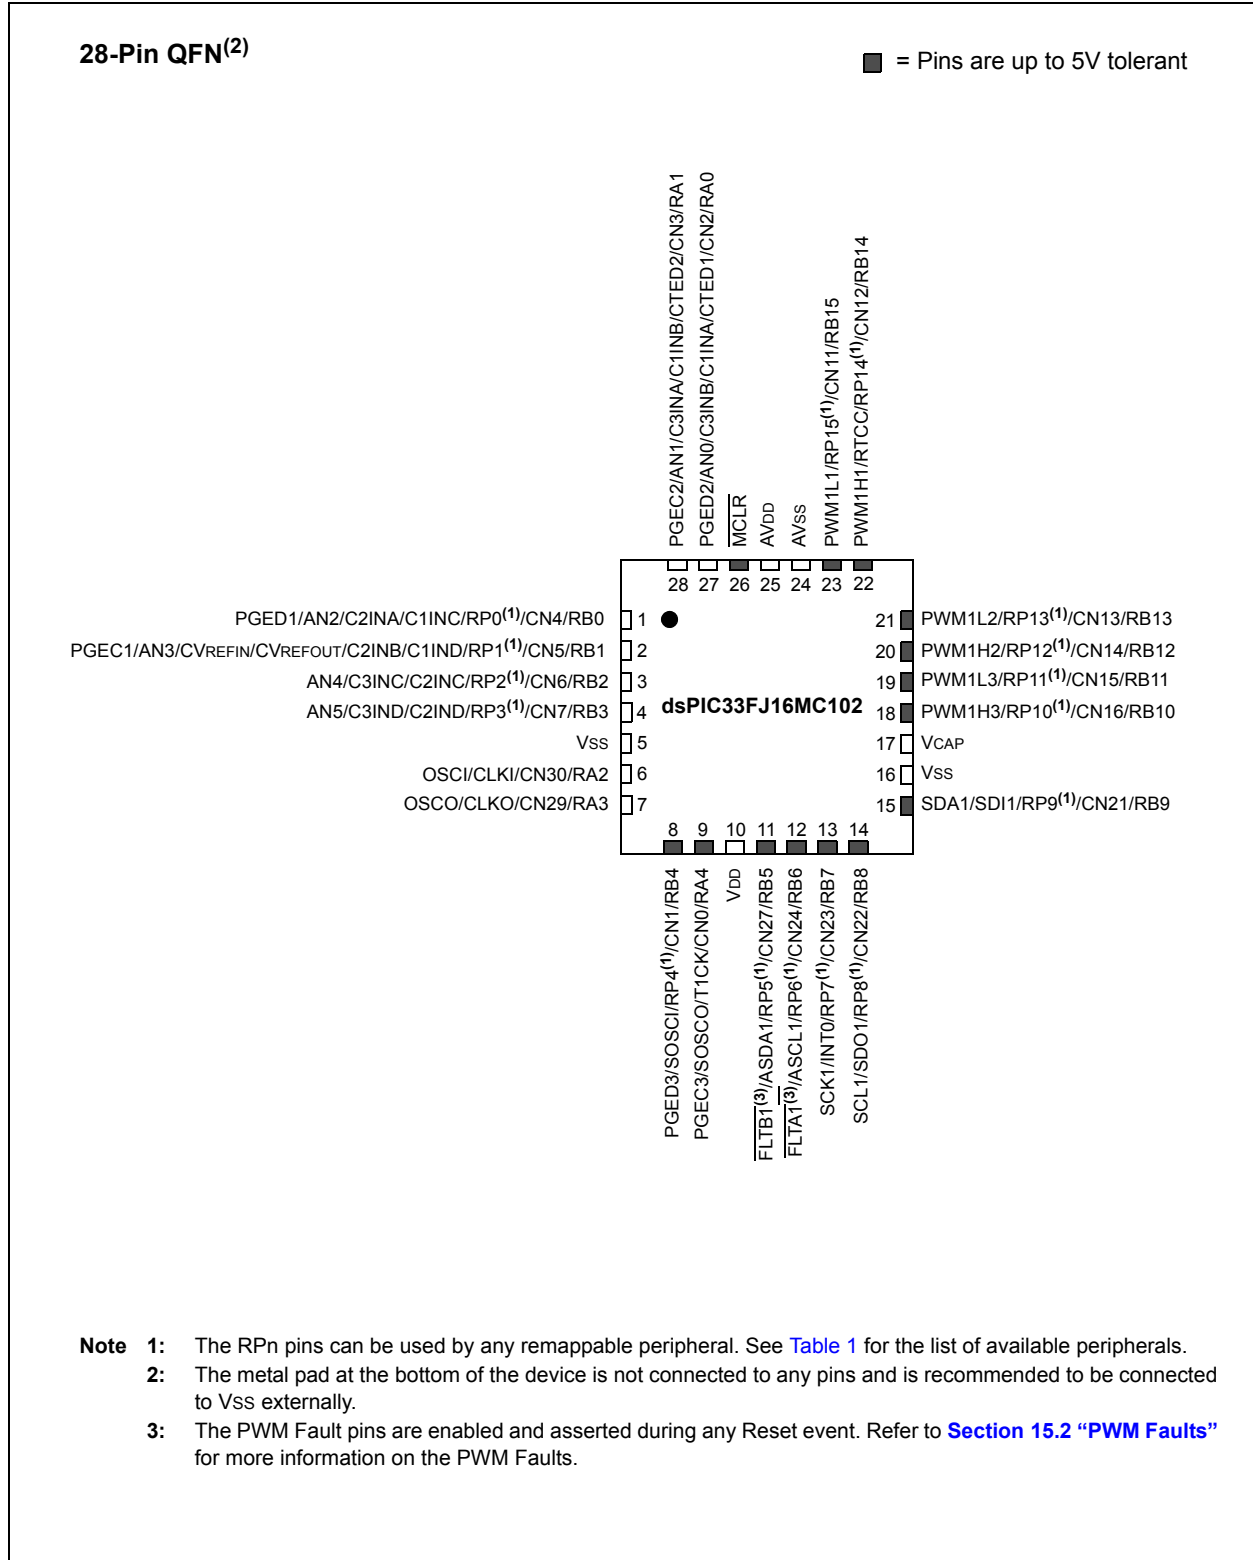 28-Pin QFN(2)
= Pins are up to 5V tolerant
PGEC2/AN1/C3INA/C1INB/CTED2/CN3/RA1
PGED2/AN0/C3INB/C1INA/CTED1/CN2/RA0
MCLR
AVDD
AVSS
PWM1L1/RP15(1)/CN11/RB15
PWM1H1/RTCC/RP14(1)/CN12/RB14
28 27 26 25 24 23 22
PGED1/AN2/C2INA/C1INC/RP0(1)/CN4/RB0 1
PGEC1/AN3/CVREFIN/CVREFOUT/C2INB/C1IND/RP1(1)/CN5/RB1 2
AN4/C3INC/C2INC/RP2(1)/CN6/RB2 3
AN5/C3IND/C2IND/RP3(1)/CN7/RB3 4
VSS 5
OSCI/CLKI/CN30/RA2 6
OSCO/CLKO/CN29/RA3 7
dsPIC33FJ16MC102
21 PWM1L2/RP13(1)/CN13/RB13
20 PWM1H2/RP12(1)/CN14/RB12
19 PWM1L3/RP11(1)/CN15/RB11
18 PWM1H3/RP10(1)/CN16/RB10
17 VCAP
16 VSS
15 SDA1/SDI1/RP9(1)/CN21/RB9
8 9 10 11 12 13 14
PGED3/SOSCI/RP4(1)/CN1/RB4
PGEC3/SOSCO/T1CK/CN0/RA4
VDD
FLTB1(3)/ASDA1/RP5(1)/CN27/RB5
FLTA1(3)/ASCL1/RP6(1)/CN24/RB6
SCK1/INT0/RP7(1)/CN23/RB7
SCL1/SDO1/RP8(1)/CN22/RB8
Note 1: The RPn pins can be used by any remappable peripheral. See Table 1 for the list of available peripherals.
2: The metal pad at the bottom of the device is not connected to any pins and is recommended to be connected
to VSS externally.
3: The PWM Fault pins are enabled and asserted during any Reset event. Refer to Section 15.2 “PWM Faults”
for more information on the PWM Faults.